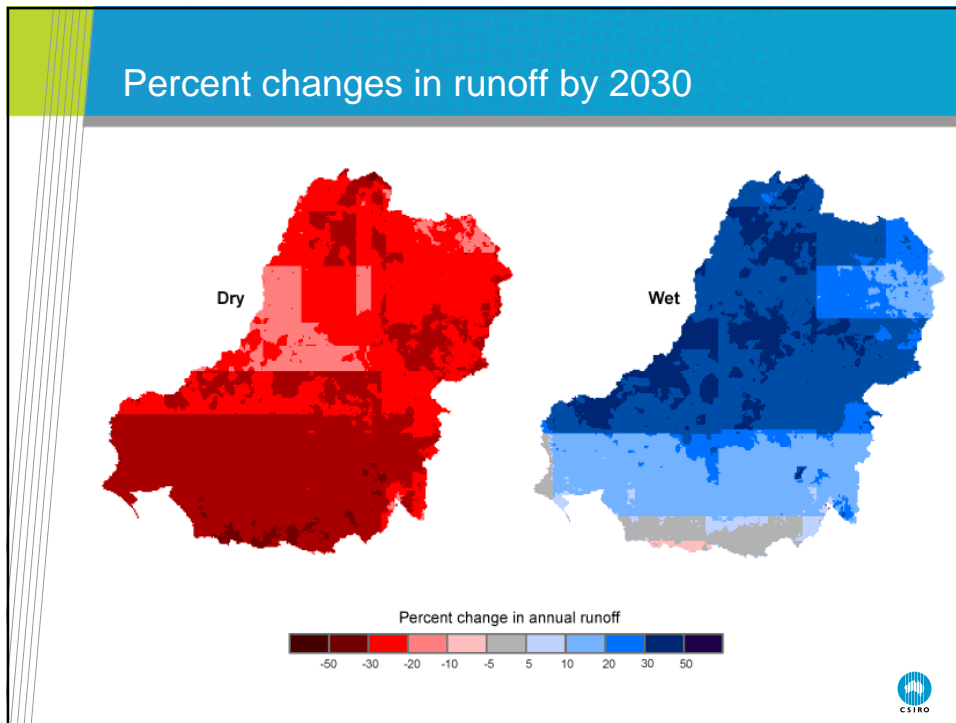 Percent changes in runoff by 2030
Dry
Wet
Percent change in annual runoff
-50 -30 -20 -10 -5 5 10 20 30 50
CSIRO